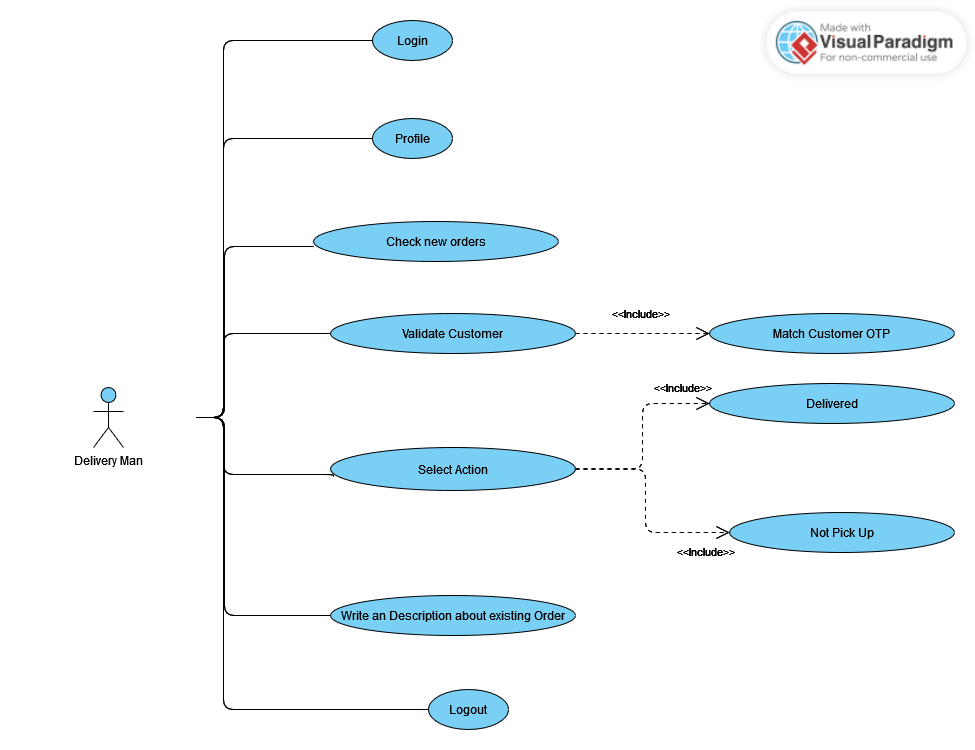 Made with
Visual Paradigm
For non-commercial use
Login
Profile
Check new orders
Validate Customer
<<Include>>
Match Customer OTP
<<Include>>
Delivered
Delivery Man
Select Action
Not Pick Up
<<Include>>
Write an Description about existing Order
Logout